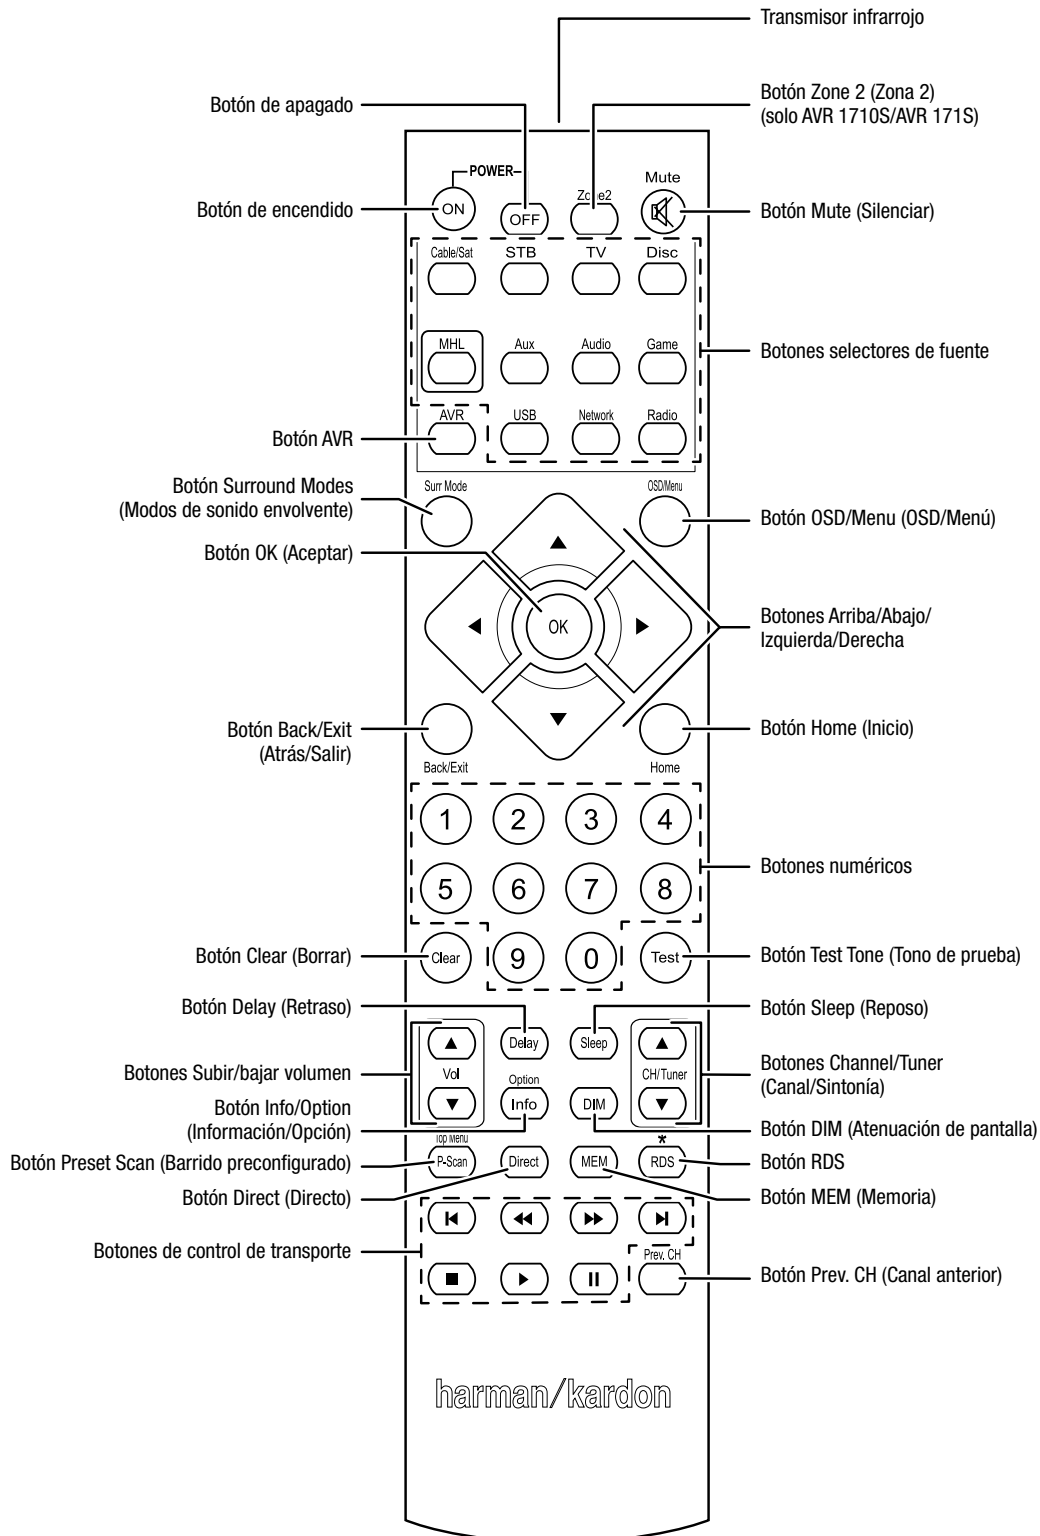 Transmisor infrarrojo
Botón Zone 2 (Zona 2)
(solo AVR 1710S/AVR 171S)
Botón de apagado
POWER
Mute
Zone2
ON
OFF
Botón de encendido
Botón Mute (Silenciar)
Cable/Sat
STB
TV
Disc
MHL
Aux
Audio
Game
Botones selectores de fuente
AVR
USB
Network
Radio
Botón AVR
Botón Surround Modes
(Modos de sonido envolvente)
Surr Mode
OSD/Menu
Botón OSD/Menu (OSD/Menú)
Botón OK (Aceptar)
OK
Botones Arriba/Abajo/
Izquierda/Derecha
Botón Back/Exit
(Atrás/Salir)
Botón Home (Inicio)
Back/Exit
Home
1
2
3
4
Botones numéricos
5
6
7
8
Botón Clear (Borrar)
Clear
9
0
Test
Botón Test Tone (Tono de prueba)
Botón Delay (Retraso)
Botón Sleep (Reposo)
Delay
Sleep
Botones Subir/bajar volumen
Vol
CH/Tuner
Botones Channel/Tuner
(Canal/Sintonía)
Option
Info
DIM
Botón Info/Option
(Información/Opción)
Botón DIM (Atenuación de pantalla)
Top Menu
*
Botón Preset Scan (Barrido preconfigurado)
P-Scan
Direct
MEM
RDS
Botón RDS
Botón Direct (Directo)
Botón MEM (Memoria)
Botones de control de transporte
Prev. CH
Botón Prev. CH (Canal anterior)
harman/kardon